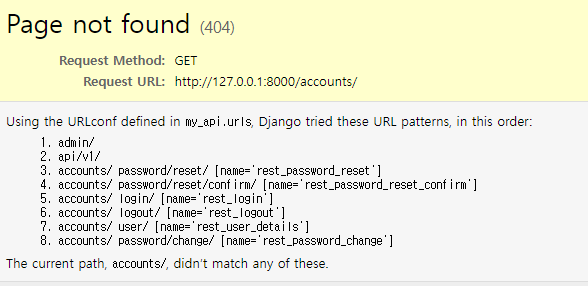 Page not found (404)
Request Method: GET
Request URL: http://127.0.0.1:8000/accounts/
Using the URLconf defined in my_api.urls, Django tried these URL patterns, in this order:
1. admin/
2. api/v1/
3. accounts/ password/reset/ [name='rest_password_reset']
4. accounts/ password/reset/confirm/ [name='rest_password_reset_confirm']
5. accounts/ login/ [name='rest_login']
6. accounts/ logout/ [name='rest_logout']
7. accounts/ user/ [name='rest_user_details']
8. accounts/ password/change/ [name='rest_password_change']
The current path, accounts/, didn't match any of these.